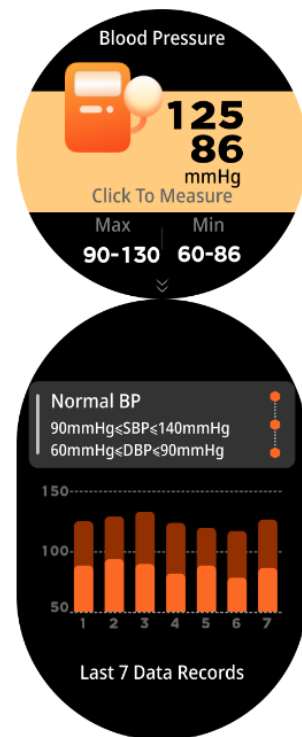 Blood Pressure
125
86
mmHg
Click To Measure
Max Min
90-130 60-86
Normal BP
90mmHg≤SBP≤140mmHg
60mmHg≤DBP≤90mmHg
150
100
50
1 2 3 4 5 6 7
Last 7 Data Records